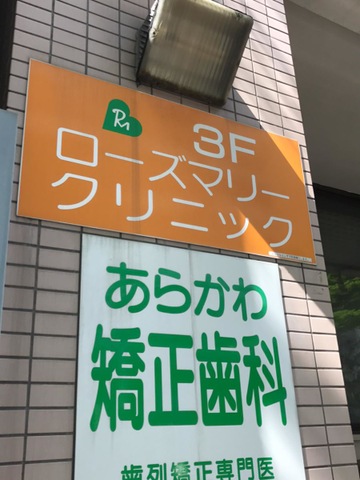 3F
ローズマリー
クリニック
あらかわ
矯正歯科
歯列矯正専門医